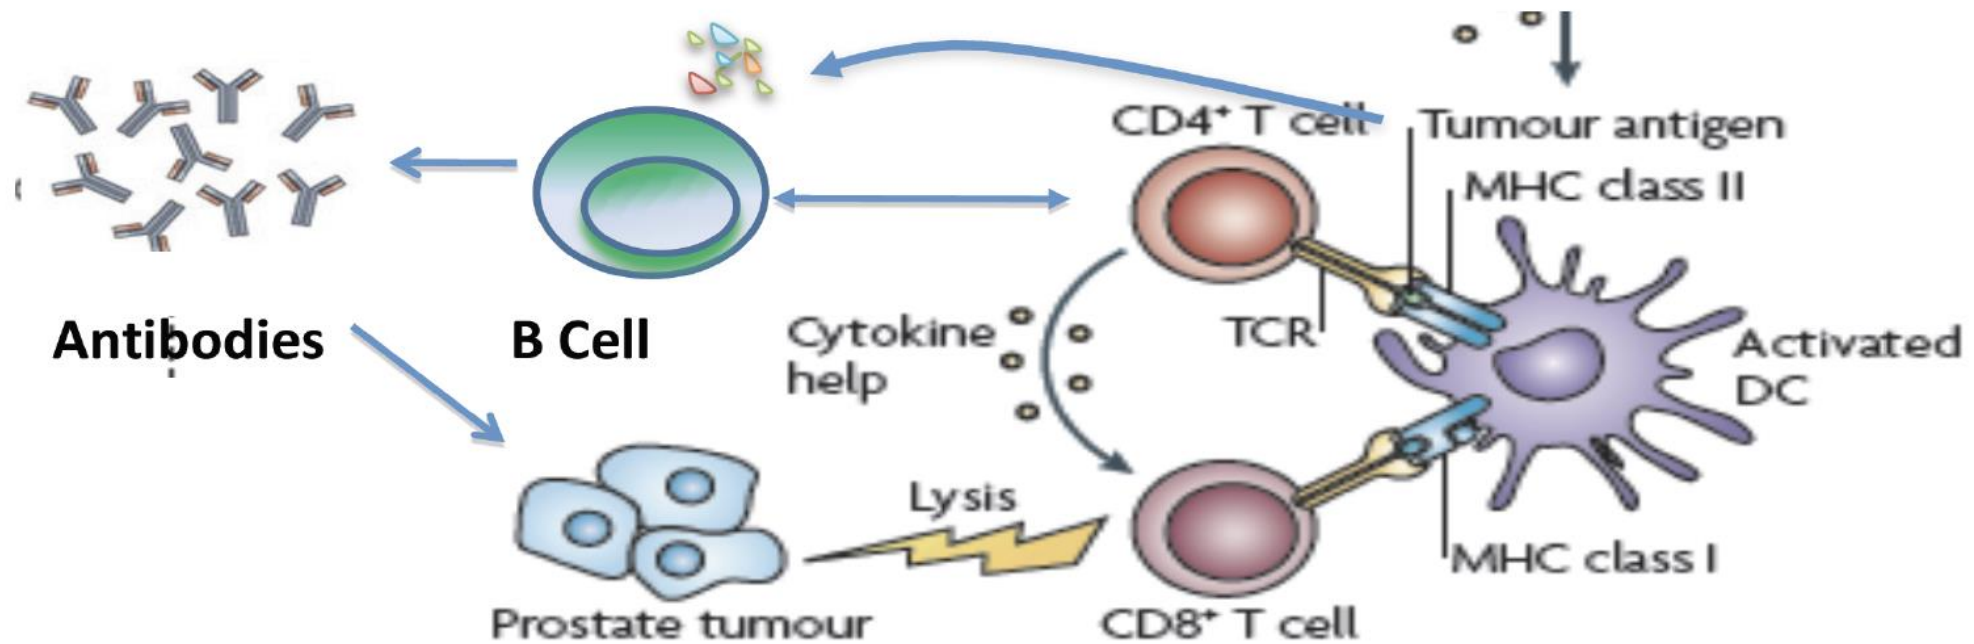 CD4⁺ T cell
Tumour antigen
MHC class II
Antibodies
B Cell
Cytokine
help
TCR
Activated
DC
Lysis
MHC class I
Prostate tumour
CD8⁺ T cell